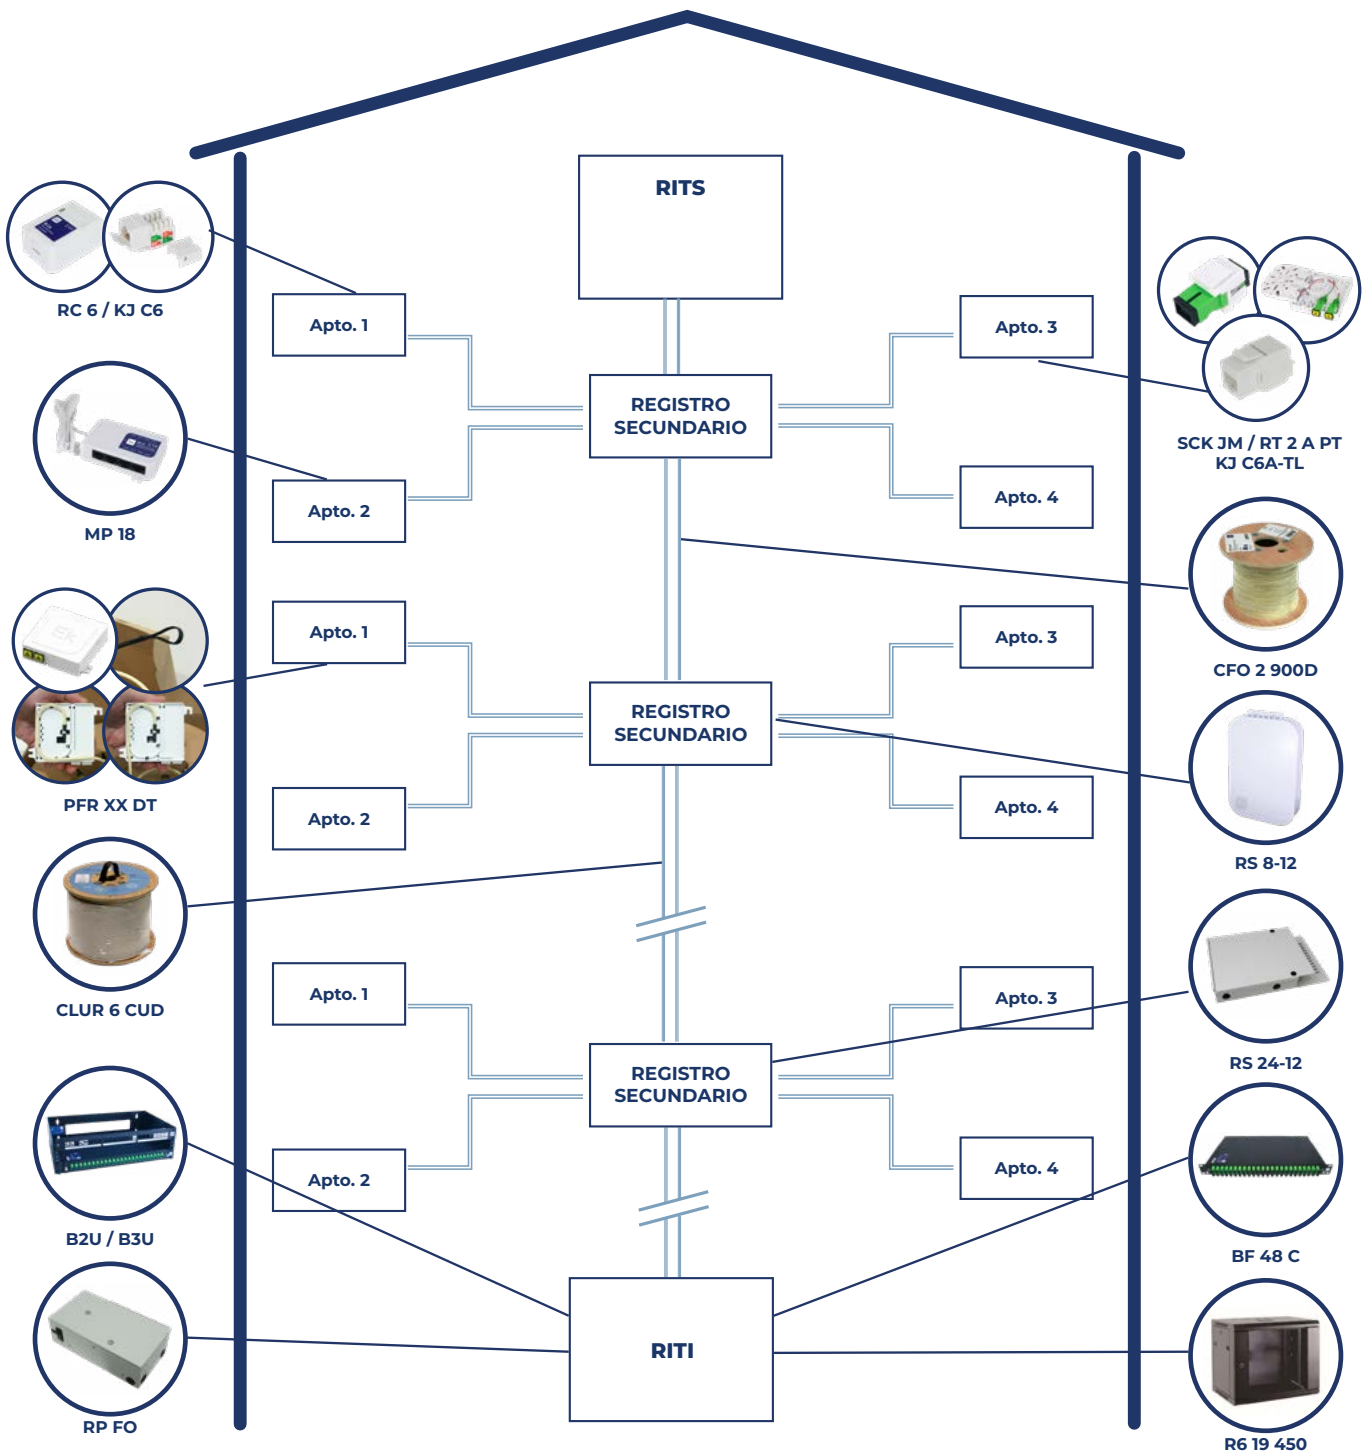 RITS
RC 6 / KJ C6
Apto. 1
Apto. 3
REGISTRO
SECUNDARIO
SCK JM / RT 2 A PT
KJ C6A-TL
MP 18
Apto. 2
Apto. 4
CFO 2 900D
Ek
PFR XX DT
Apto. 1
Apto. 3
REGISTRO
SECUNDARIO
Apto. 2
Apto. 4
RS 8-12
CLUR 6 CUD
Apto. 1
Apto. 3
REGISTRO
SECUNDARIO
RS 24-12
Apto. 2
Apto. 4
B2U / B3U
BF 48 C
RITI
RP FO
R6 19 450